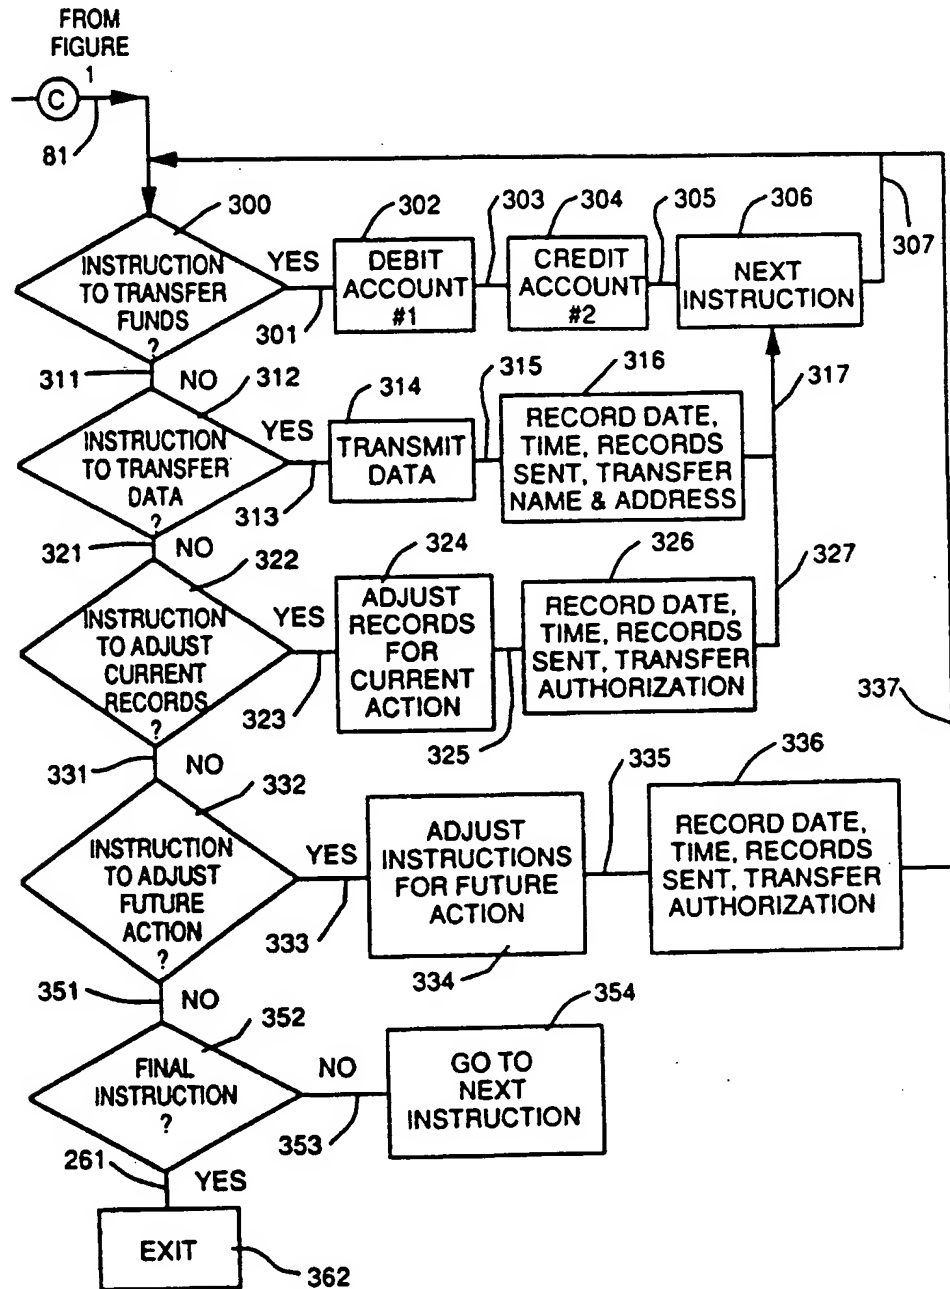 FROM
FIGURE
1
C
81
300
INSTRUCTION
TO TRANSFER
FUNDS
?
YES
301
302
DEBIT
ACCOUNT
#1
303
304
CREDIT
ACCOUNT
#2
305
306
NEXT
INSTRUCTION
307
311
NO
312
INSTRUCTION
TO TRANSFER
DATA
?
YES
313
314
TRANSMIT
DATA
315
316
RECORD DATE,
TIME, RECORDS
SENT, TRANSFER
NAME & ADDRESS
317
321
NO
322
INSTRUCTION
TO ADJUST
CURRENT
RECORDS
?
YES
323
324
ADJUST
RECORDS
FOR
CURRENT
ACTION
325
326
RECORD DATE,
TIME, RECORDS
SENT, TRANSFER
AUTHORIZATION
327
337
331
NO
332
INSTRUCTION
TO ADJUST
FUTURE
ACTION
?
YES
333
ADJUST
INSTRUCTIONS
FOR FUTURE
ACTION
334
335
336
RECORD DATE,
TIME, RECORDS
SENT, TRANSFER
AUTHORIZATION
351
NO
352
FINAL
INSTRUCTION
?
NO
353
354
GO TO
NEXT
INSTRUCTION
261
YES
EXIT
362